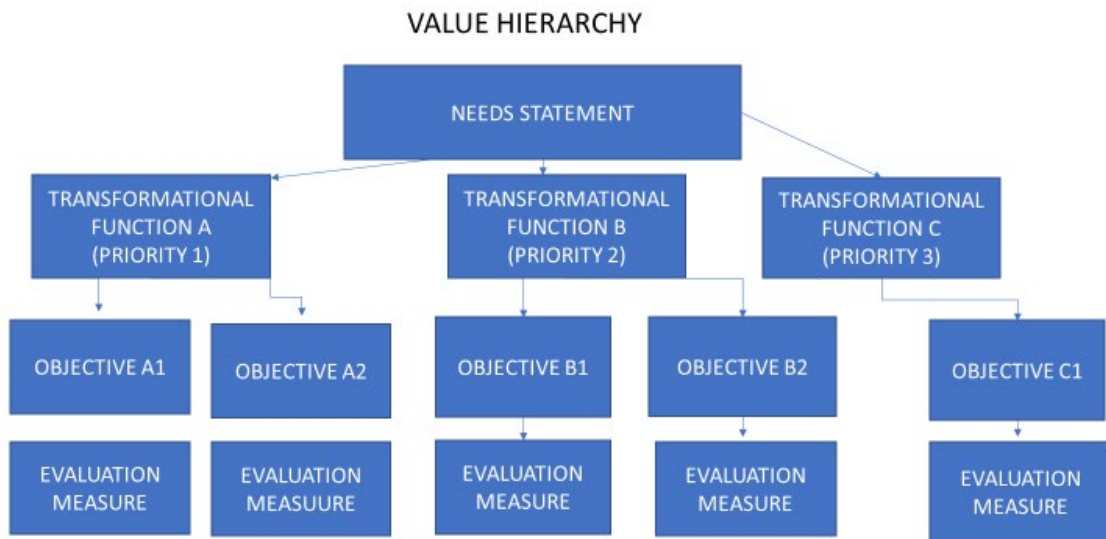 VALUE HIERARCHY
NEEDS STATEMENT
TRANSFORMATIONAL
FUNCTION A
(PRIORITY 1)
TRANSFORMATIONAL
FUNCTION B
(PRIORITY 2)
TRANSFORMATIONAL
FUNCTION C
(PRIORITY 3)
OBJECTIVE A1
OBJECTIVE A2
OBJECTIVE B1
OBJECTIVE B2
OBJECTIVE C1
EVALUATION
MEASURE
EVALUATION
MEASUURE
EVALUATION
MEASURE
EVALUATION
MEASURE
EVALUATION
MEASURE